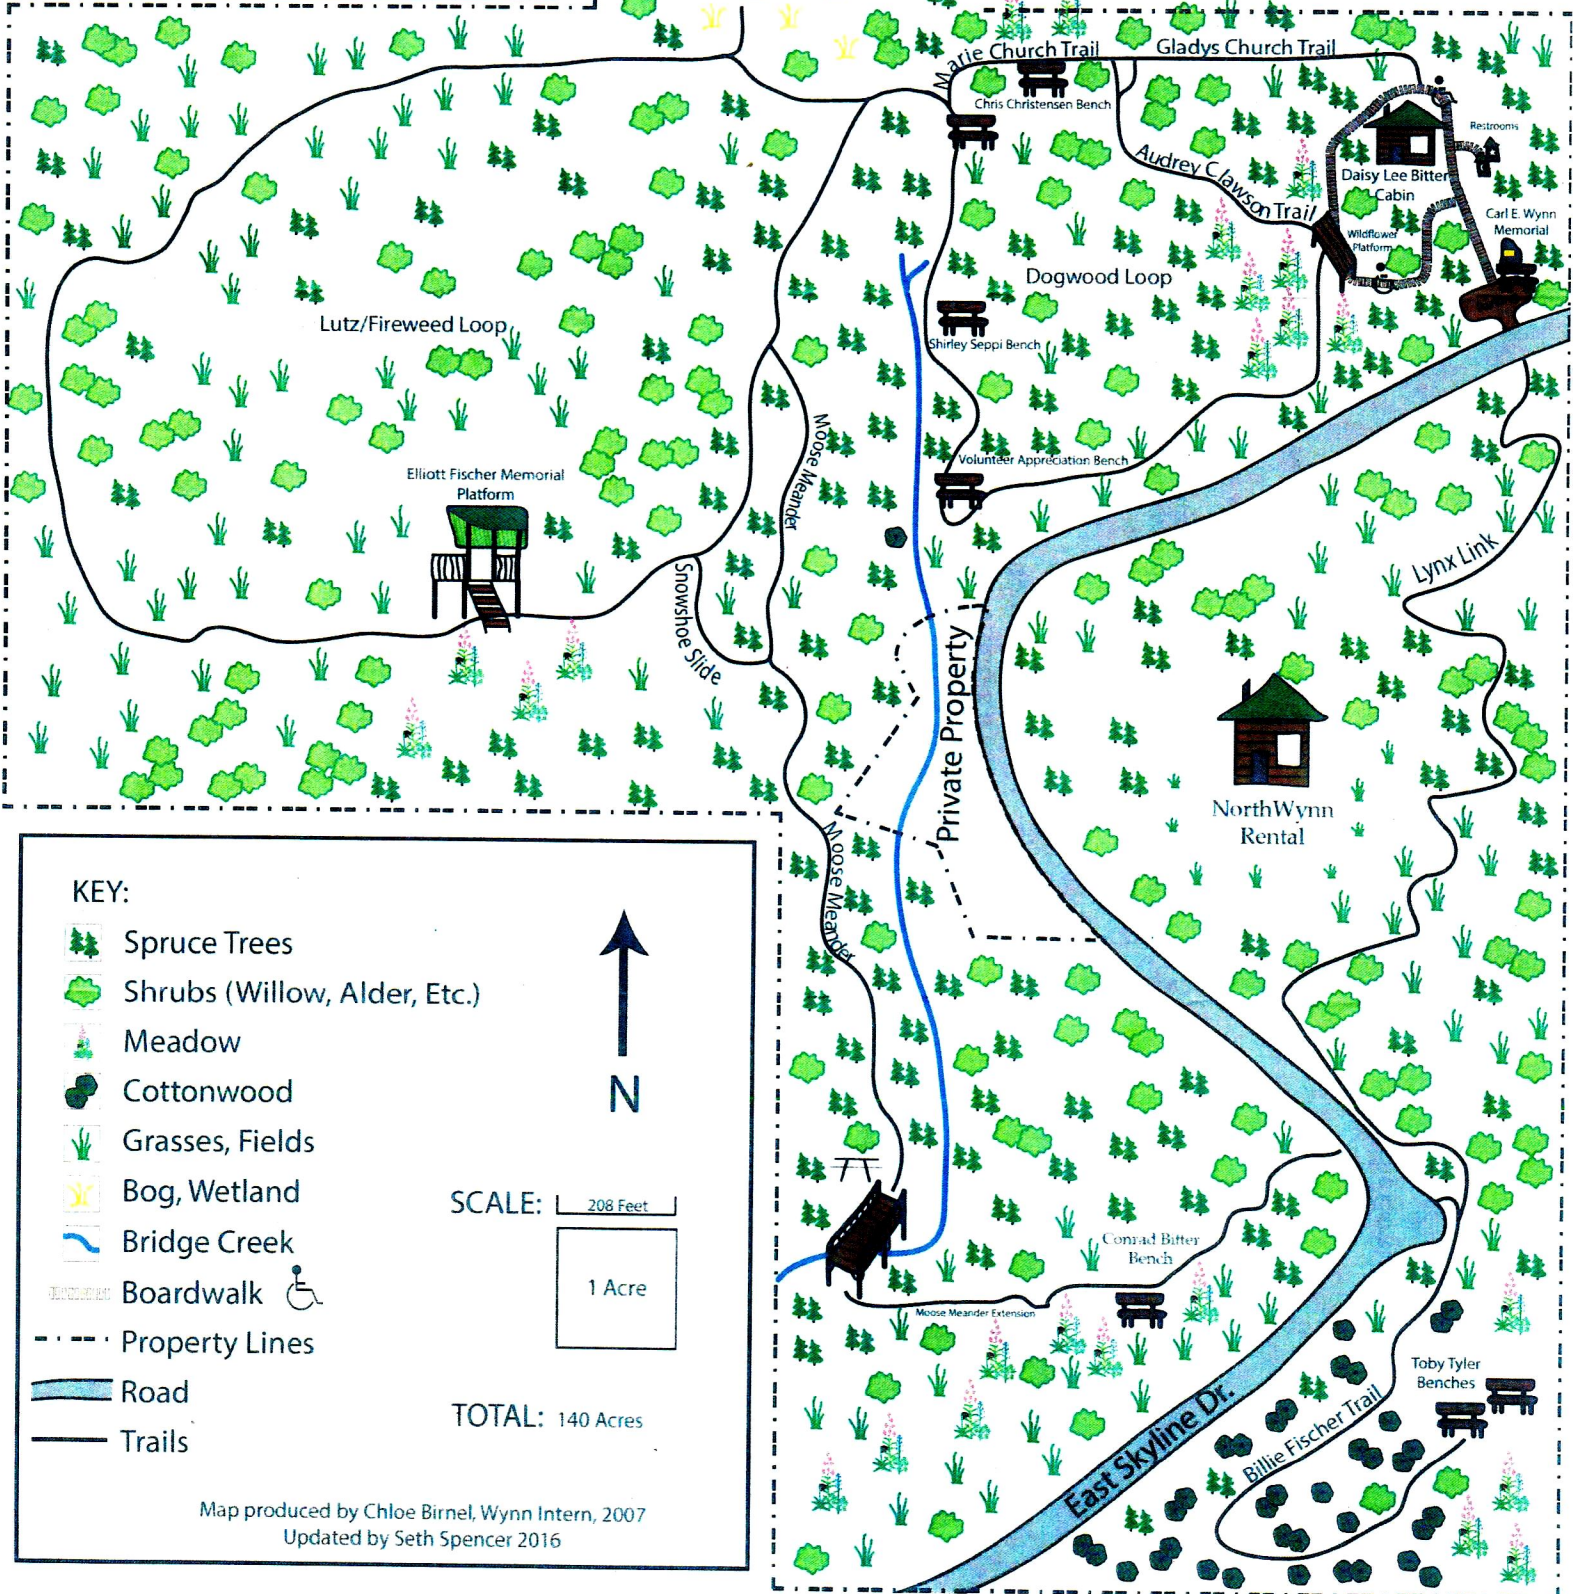 Marie Church Trail
Gladys Church Trail
Chris Christensen Bench
Restrooms
Audrey Clawson Trail
Daisy Lee Bitter
Cabin
Carl E. Wynn
Memorial
Wildflower
Platform
Dogwood Loop
Lutz/Fireweed Loop
Shirley Seppi Bench
Moose Meander
Volunteer Appreciation Bench
Elliott Fischer Memorial
Platform
Lynx Link
Snowshoe Slide
Private Property
NorthWynn
Rental
Moose Meander
KEY:
Spruce Trees
Shrubs (Willow, Alder, Etc.)
Meadow
Cottonwood
Grasses, Fields
Bog, Wetland
Bridge Creek
Boardwalk
Property Lines
Road
Trails
N
SCALE: 208 Feet
1 Acre
TOTAL: 140 Acres
Map produced by Chloe Birnel, Wynn Intern, 2007
Updated by Seth Spencer 2016
Conrad Bitter
Bench
Moose Meander Extension
Toby Tyler
Benches
East Skyline Dr.
Billie Fischer Trail